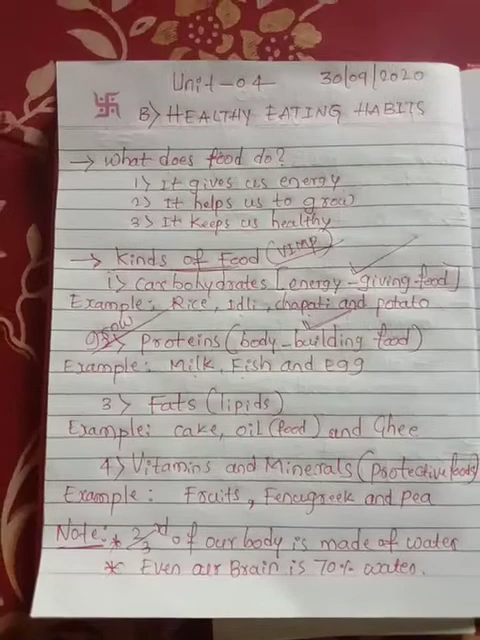 Unit-04 30/09/2020
卐 B> HEALTHY EATING HABITS
→ What does food do?
1> It gives us energy
2> It helps us to grow
3> It keeps us healthy
→ Kinds of Food (VIMP)
1> Carbohydrates [energy-giving food]
Example: Rice, Idli, chapati and potato
Grow
2> Proteins (body-building food)
Example: Milk, Fish and egg
3> Fats (lipids)
Example: cake, oil (food) and Ghee
4> Vitamins and Minerals (protective foods)
Example: Fruits, Fenugreek and pea
Note: * 2/3rd of our body is made of water
* Even our Brain is 70% water.